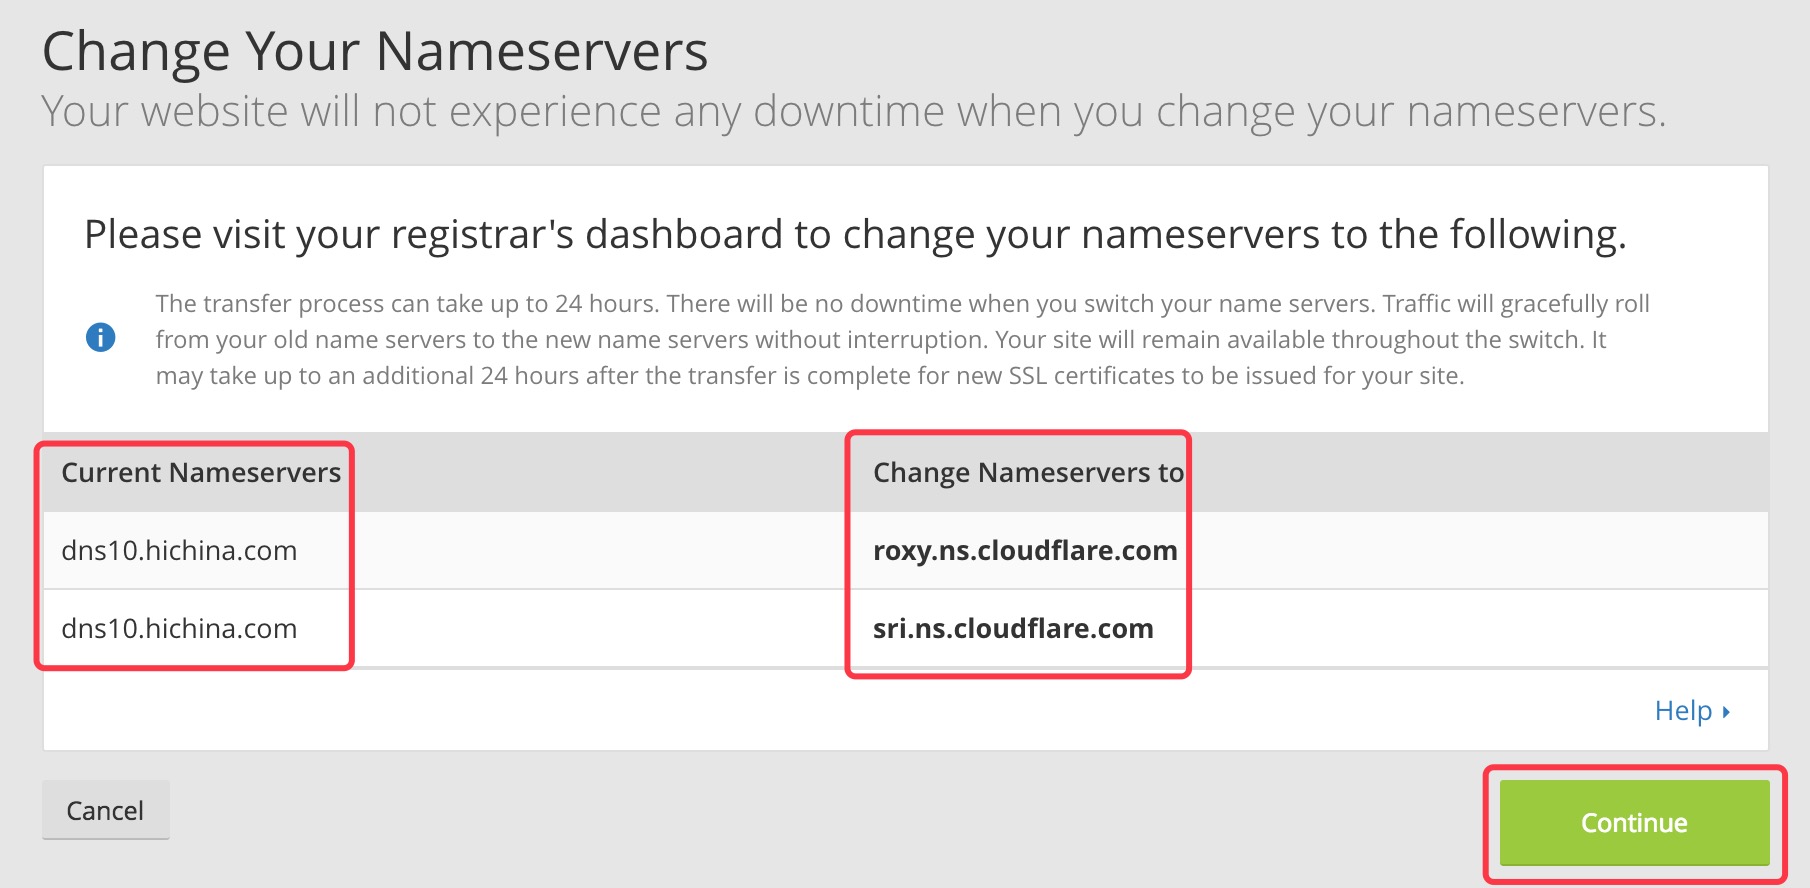 Change Your Nameservers
Your website will not experience any downtime when you change your nameservers.
Please visit your registrar's dashboard to change your nameservers to the following.
The transfer process can take up to 24 hours. There will be no downtime when you switch your name servers. Traffic will gracefully roll
from your old name servers to the new name servers without interruption. Your site will remain available throughout the switch. It
may take up to an additional 24 hours after the transfer is complete for new SSL certificates to be issued for your site.
Current Nameservers Change Nameservers to
dns10.hichina.com roxy.ns.cloudflare.com
dns10.hichina.com sri.ns.cloudflare.com
Help
Cancel Continue